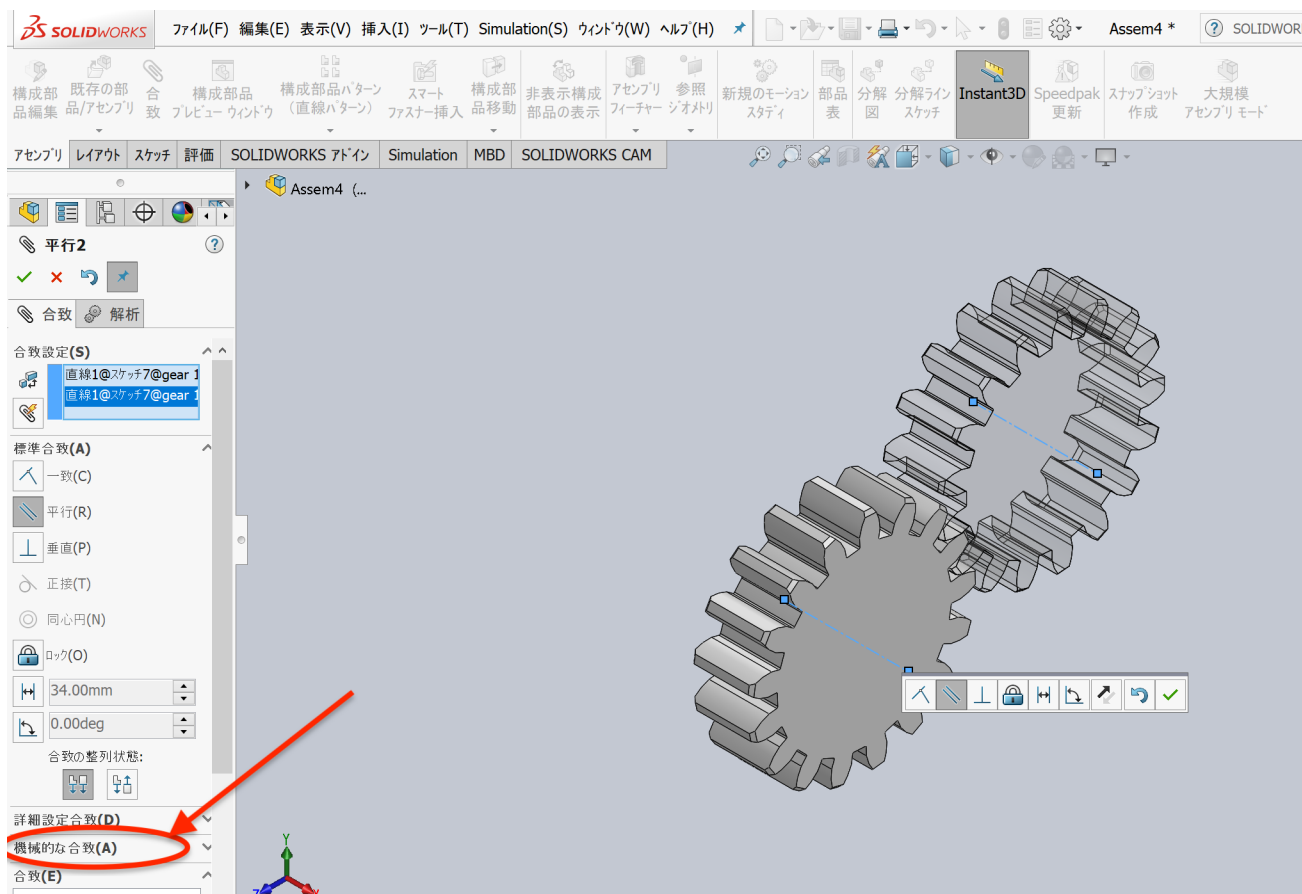 SOLIDWORKS ファイル(F) 編集(E) 表示(V) 挿入(I) ツール(T) Simulation(S) ウィンドウ(W) ヘルプ(H) Assem4 * SOLIDWOR
構成部品編集
既存の部品/アセンブリ
合致
構成部品プレビュー ウィンドウ
構成部品パターン（直線パターン）
スマート ファスナー挿入
構成部品移動
非表示構成部品の表示
アセンブリ フィーチャー
参照 ジオメトリ
新規のモーション スタディ
部品表
分解図
分解ライン スケッチ
Instant3D
Speedpak 更新
スナップショット 作成
大規模 アセンブリ モード
アセンブリ レイアウト スケッチ 評価 SOLIDWORKS アドイン Simulation MBD SOLIDWORKS CAM
Assem4 (...
平行2
合致 解析
合致設定(S)
直線1@スケッチ7@gear 1
直線1@スケッチ7@gear 1
標準合致(A)
一致(C)
平行(R)
垂直(P)
正接(T)
同心円(N)
ロック(O)
34.00mm
0.00deg
合致の整列状態:
詳細設定合致(D)
機械的な合致(A)
合致(E)
Y
Z
X